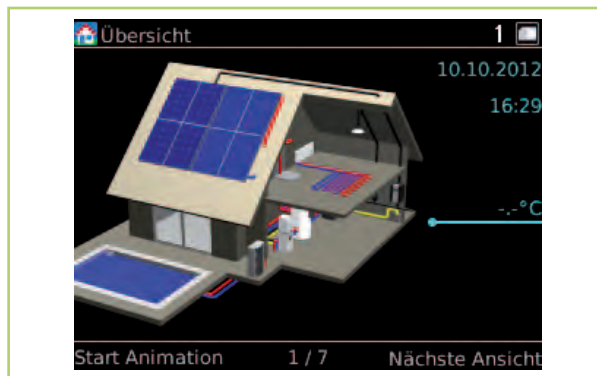 Übersicht 1
10.10.2012
16:29
-.-°C
Start Animation 1 / 7 Nächste Ansicht